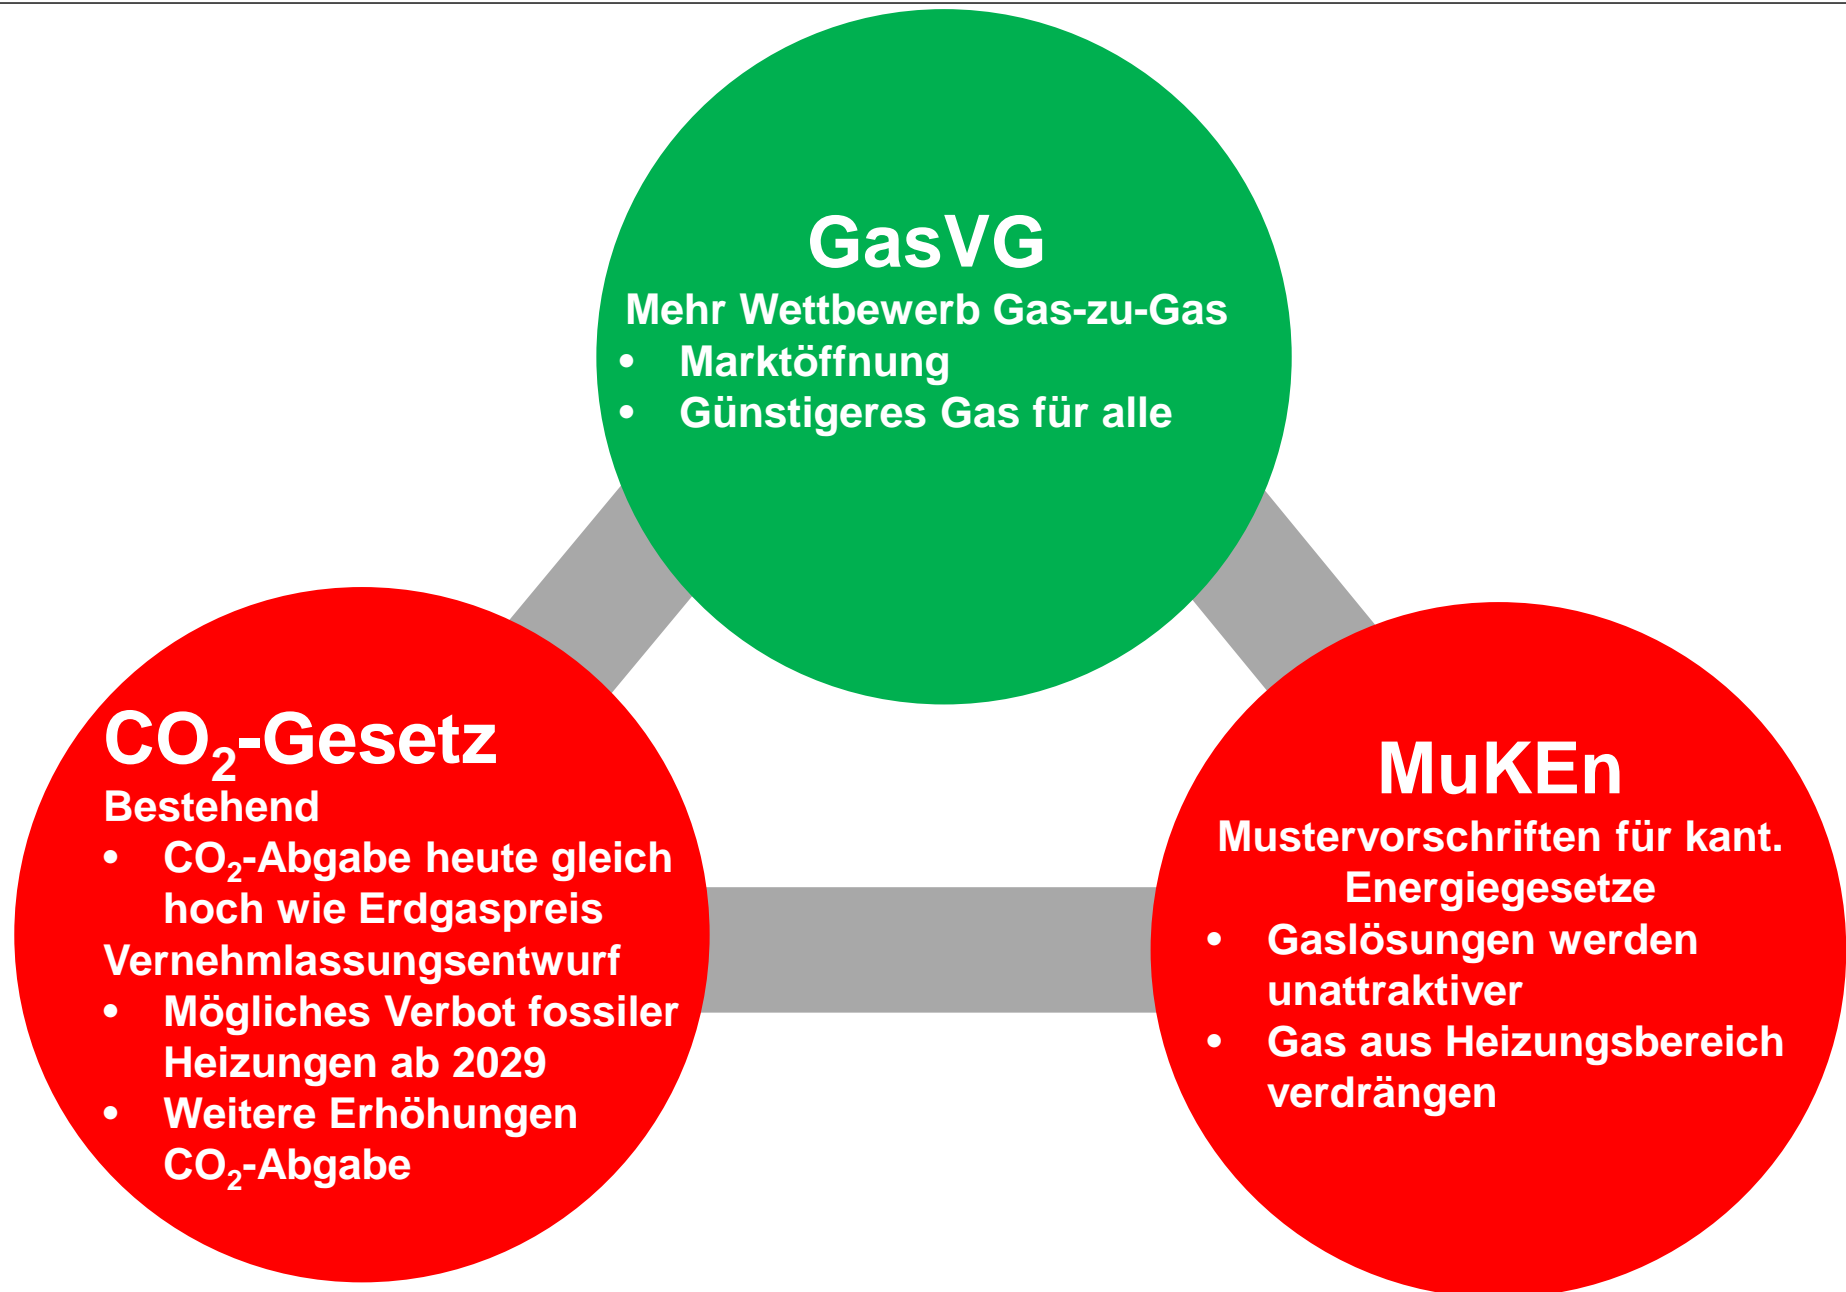 GasVG
Mehr Wettbewerb Gas-zu-Gas
• Marktöffnung
• Günstigeres Gas für alle
CO₂-Gesetz
Bestehend
• CO₂-Abgabe heute gleich
hoch wie Erdgaspreis
Vernehmlassungsentwurf
• Mögliches Verbot fossiler
Heizungen ab 2029
• Weitere Erhöhungen
CO₂-Abgabe
MuKEn
Mustervorschriften für kant.
Energiegesetze
• Gaslösungen werden
unattraktiver
• Gas aus Heizungsbereich
verdrängen